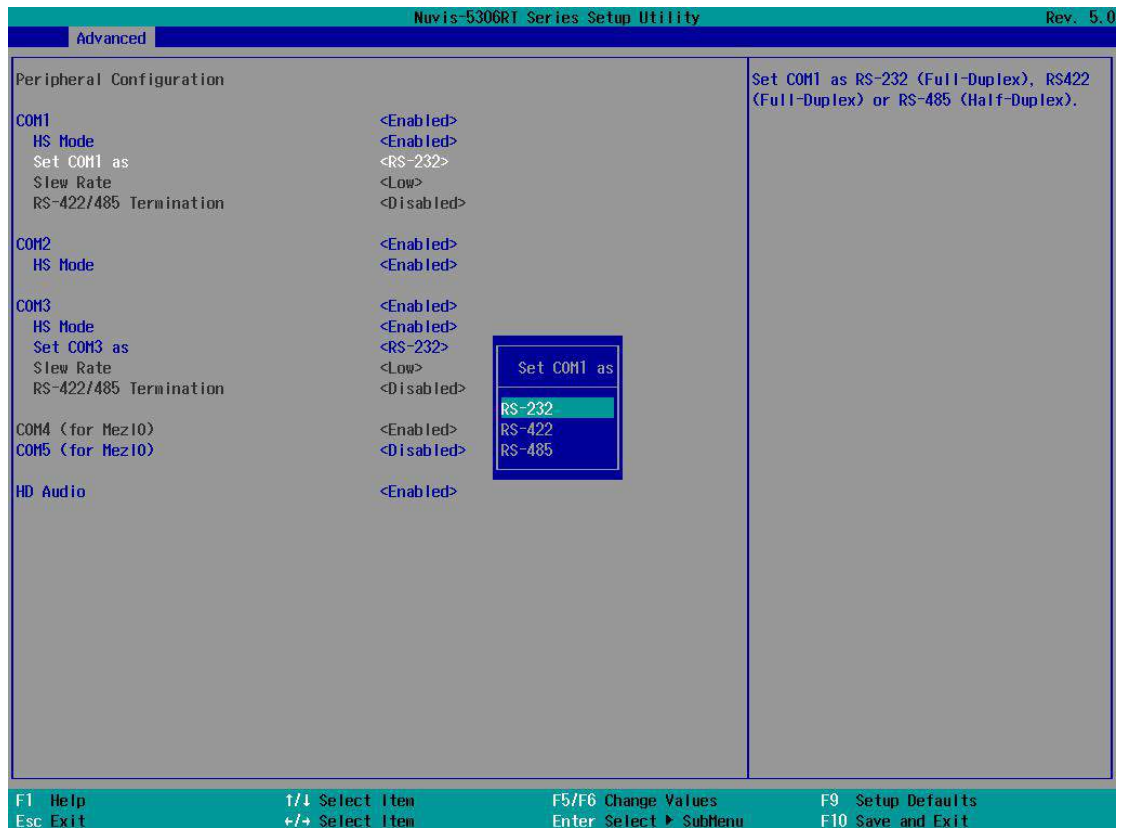 Nuvis-5306RT Series Setup Utility Rev. 5.0
Advanced
Peripheral Configuration
COM1 <Enabled>
HS Mode <Enabled>
Set COM1 as <RS-232>
Slew Rate <Low>
RS-422/485 Termination <Disabled>
COM2 <Enabled>
HS Mode <Enabled>
COM3 <Enabled>
HS Mode <Enabled>
Set COM3 as <RS-232>
Slew Rate <Low>
RS-422/485 Termination <Disabled>
COM4 (for MezIO) <Enabled>
COM5 (for MezIO) <Disabled>
HD Audio <Enabled>
Set COM1 as
RS-232
RS-422
RS-485
Set COM1 as RS-232 (Full-Duplex), RS422
(Full-Duplex) or RS-485 (Half-Duplex).
F1 Help ↑/↓ Select Item F5/F6 Change Values F9 Setup Defaults
Esc Exit ←/→ Select Item Enter Select ▶ SubMenu F10 Save and Exit